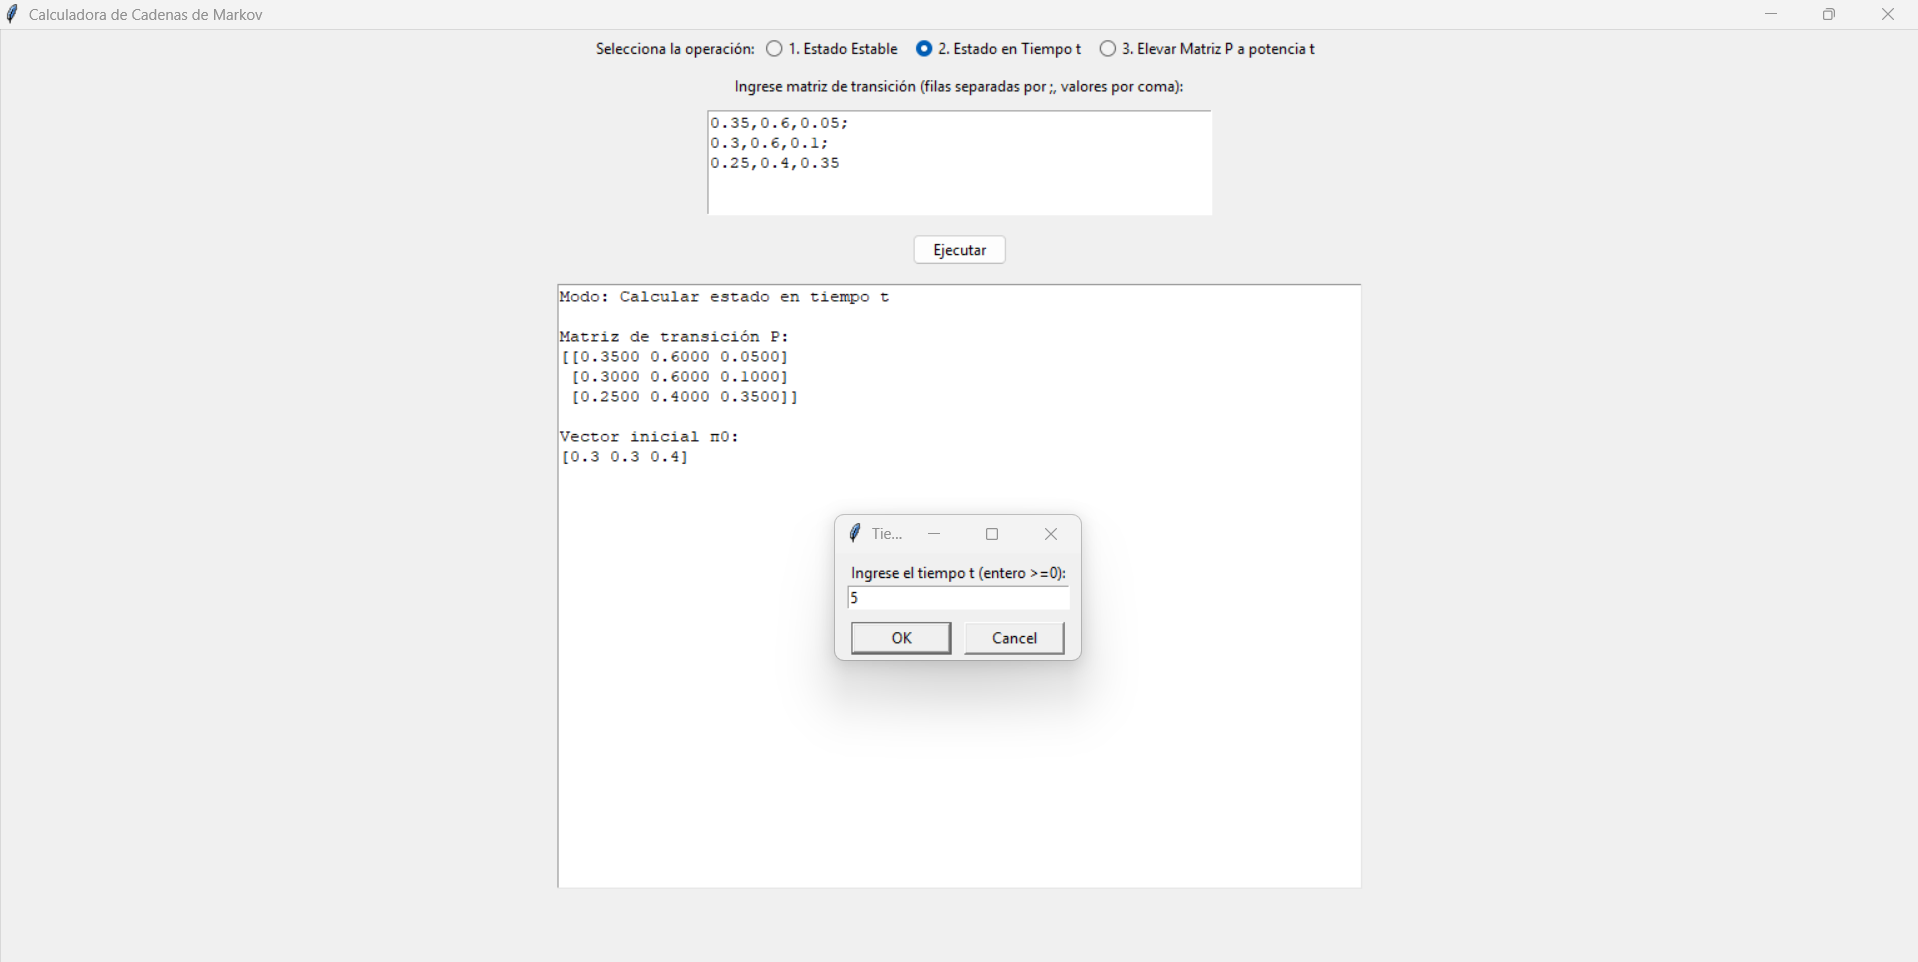 Calculadora de Cadenas de Markov
Selecciona la operación: 1. Estado Estable 2. Estado en Tiempo t 3. Elevar Matriz P a potencia t
Ingrese matriz de transición (filas separadas por ;, valores por coma):
0.35,0.6,0.05;
0.3,0.6,0.1;
0.25,0.4,0.35
Ejecutar
Modo: Calcular estado en tiempo t
Matriz de transición P:
[[0.3500 0.6000 0.0500]
[0.3000 0.6000 0.1000]
[0.2500 0.4000 0.3500]]
Vector inicial π0:
[0.3 0.3 0.4]
Tie...
Ingrese el tiempo t (entero >=0):
5
OK Cancel